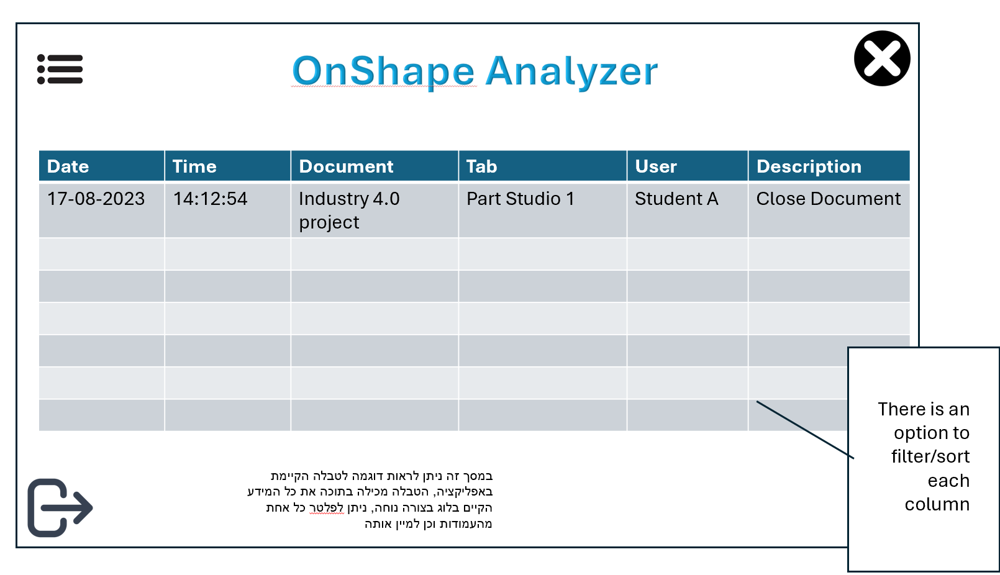 OnShape Analyzer
Date Time Document Tab User Description
17-08-2023 14:12:54 Industry 4.0 Part Studio 1 Student A Close Document
project
There is an
option to
filter/sort
each
column
במסך זה ניתן לראות דוגמה לטבלה הקיימת
באפליקציה, הטבלה מכילה בתוכה את כל המידע
הקיים בלוג בצורה נוחה, ניתן לפלטר כל אחת
מהעמודות וכן למיין אותה